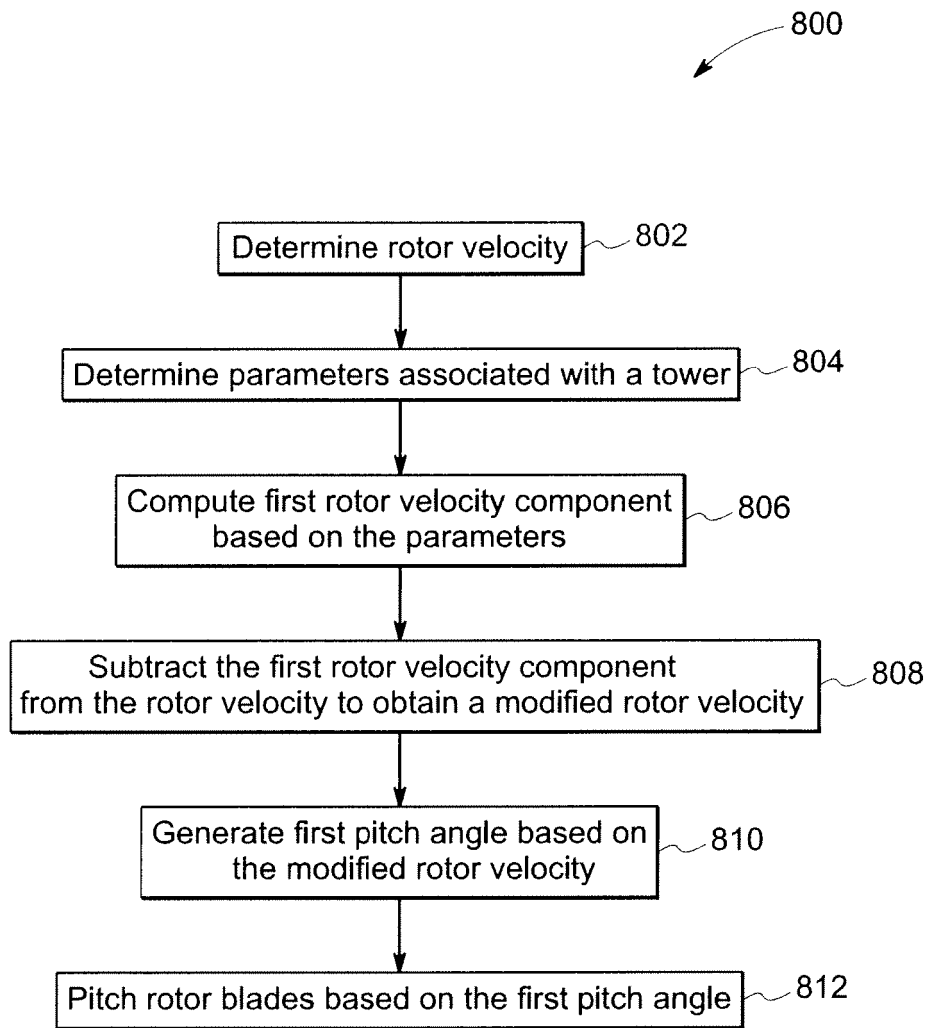 800
Determine rotor velocity
802
Determine parameters associated with a tower
804
Compute first rotor velocity component
based on the parameters
806
Subtract the first rotor velocity component
from the rotor velocity to obtain a modified rotor velocity
808
Generate first pitch angle based on
the modified rotor velocity
810
Pitch rotor blades based on the first pitch angle
812